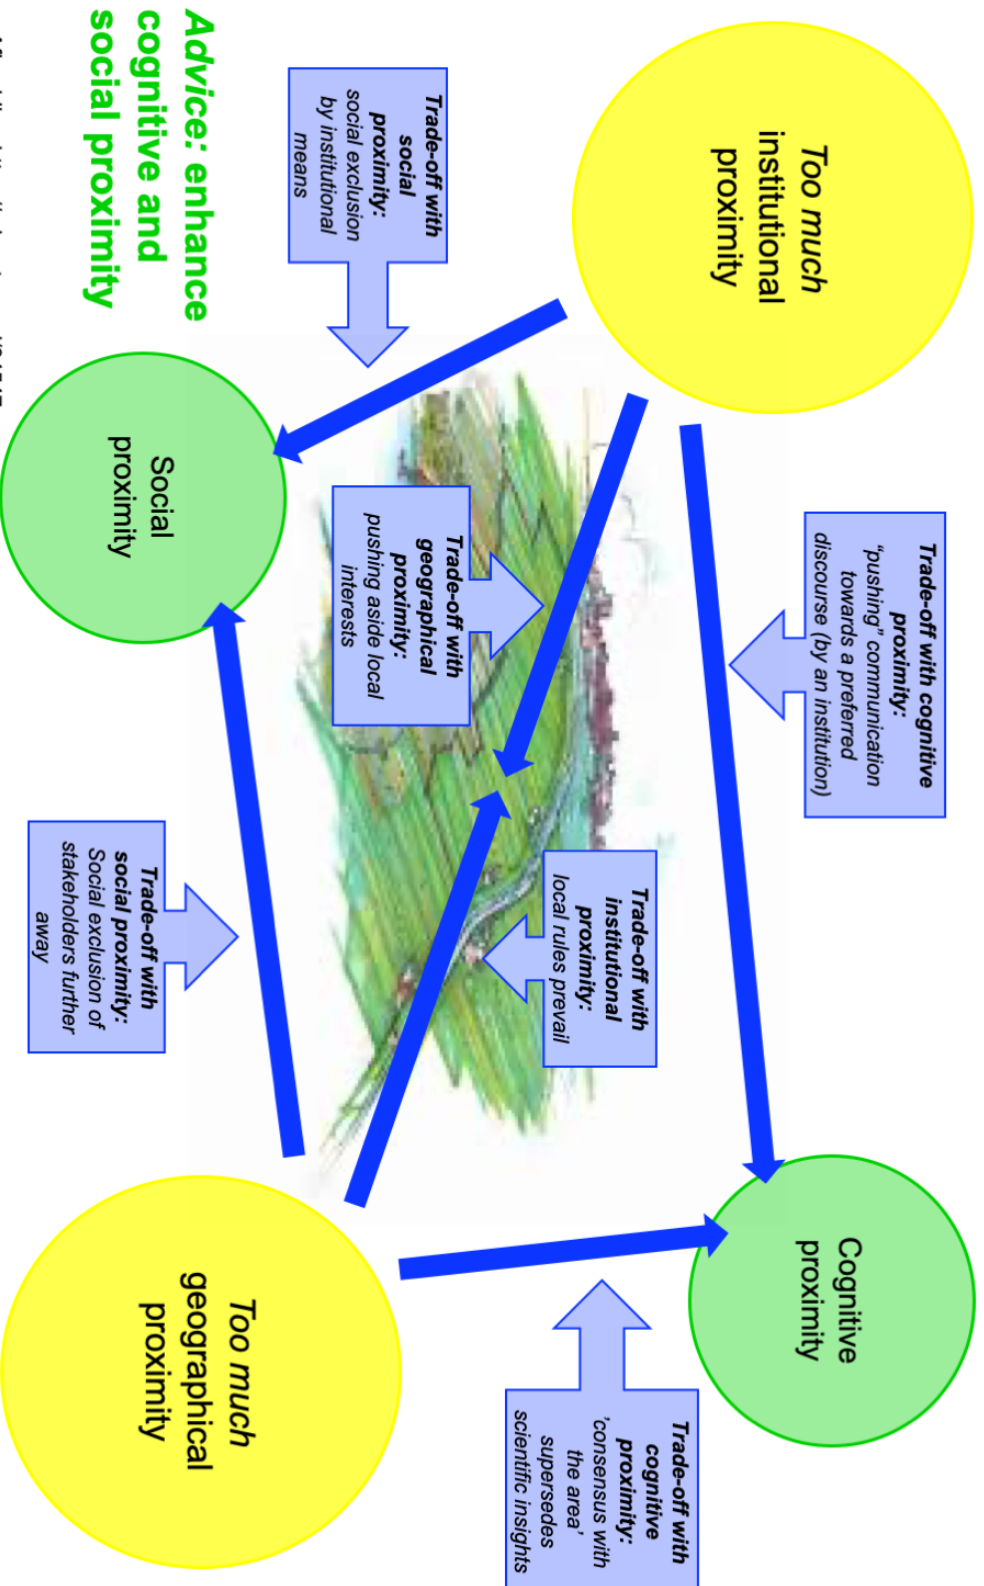 Too much
institutional
proximity
Trade-off with cognitive
proximity:
“pushing” communication
towards a preferred
discourse (by an institution)
Cognitive
proximity
Trade-off with
social
proximity:
social exclusion
by institutional
means
Trade-off with
geographical
proximity:
pushing aside local
interests
Trade-off with
institutional
proximity:
local rules prevail
Trade-off with
cognitive
proximity:
’consensus with
the area’
supersedes
scientific insights
Advice: enhance
cognitive and
social proximity
Social
proximity
Trade-off with
social proximity:
Social exclusion of
stakeholders further
away
Too much
geographical
proximity